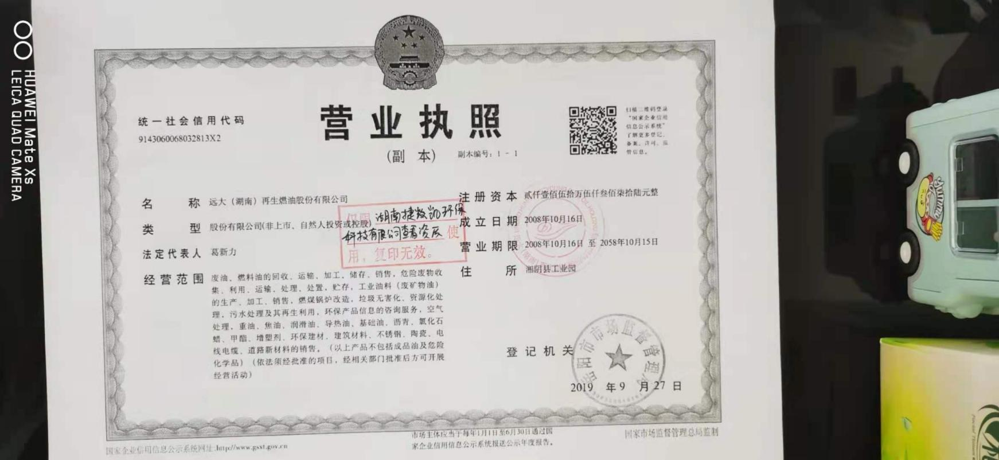 HUAWEI Mate Xs
LEICA QUAD CAMERA
统一社会信用代码
9143060068032813X2
营业执照
(副 本)
副本编号：1 - 1
扫描二维码登录
“国家企业信用
信息公示系统”
了解更多登记、
备案、许可、监
管信息。
名 称 远大（湖南）再生燃油股份有限公司
类 型 股份有限公司(非上市、自然人投资或控股)
法定代表人 葛新力
经营范围 废油、燃料油的回收、运输、加工、储存、销售，危险废物收
集、利用、运输、处理、处置，贮存，工业油料（废矿物油）
的生产、加工、销售，燃煤锅炉改造，垃圾无害化、资源化处
理，污水处理及其再生利用，环保产品信息的咨询服务，空气
处理，重油、焦油、润滑油、导热油、基础油、沥青、氯化石
蜡、甲酯、增塑剂、环保建材、建筑材料、不锈钢、陶瓷、电
线电缆、道路新材料的销售。（以上产品不包括成品油及危险
化学品）（依法须经批准的项目，经相关部门批准后方可开展
经营活动）
仅限 湖南捷致凯环保
科技有限公司查看资质 使
用，复印无效。
注册资本 贰仟壹佰伍拾万伍仟叁佰柒拾陆元整
成立日期 2008年10月16日
营业期限 2008年10月16日 至 2058年10月15日
住 所 湘阴县工业园
登记机关
岳阳市市场监督管理局
2019 年 9 月 27 日
国家企业信用信息公示系统网址:http://www.gsxt.gov.cn
市场主体应当于每年1月1日至6月30日通过国
家企业信用信息公示系统报送公示年度报告。
国家市场监督管理总局监制